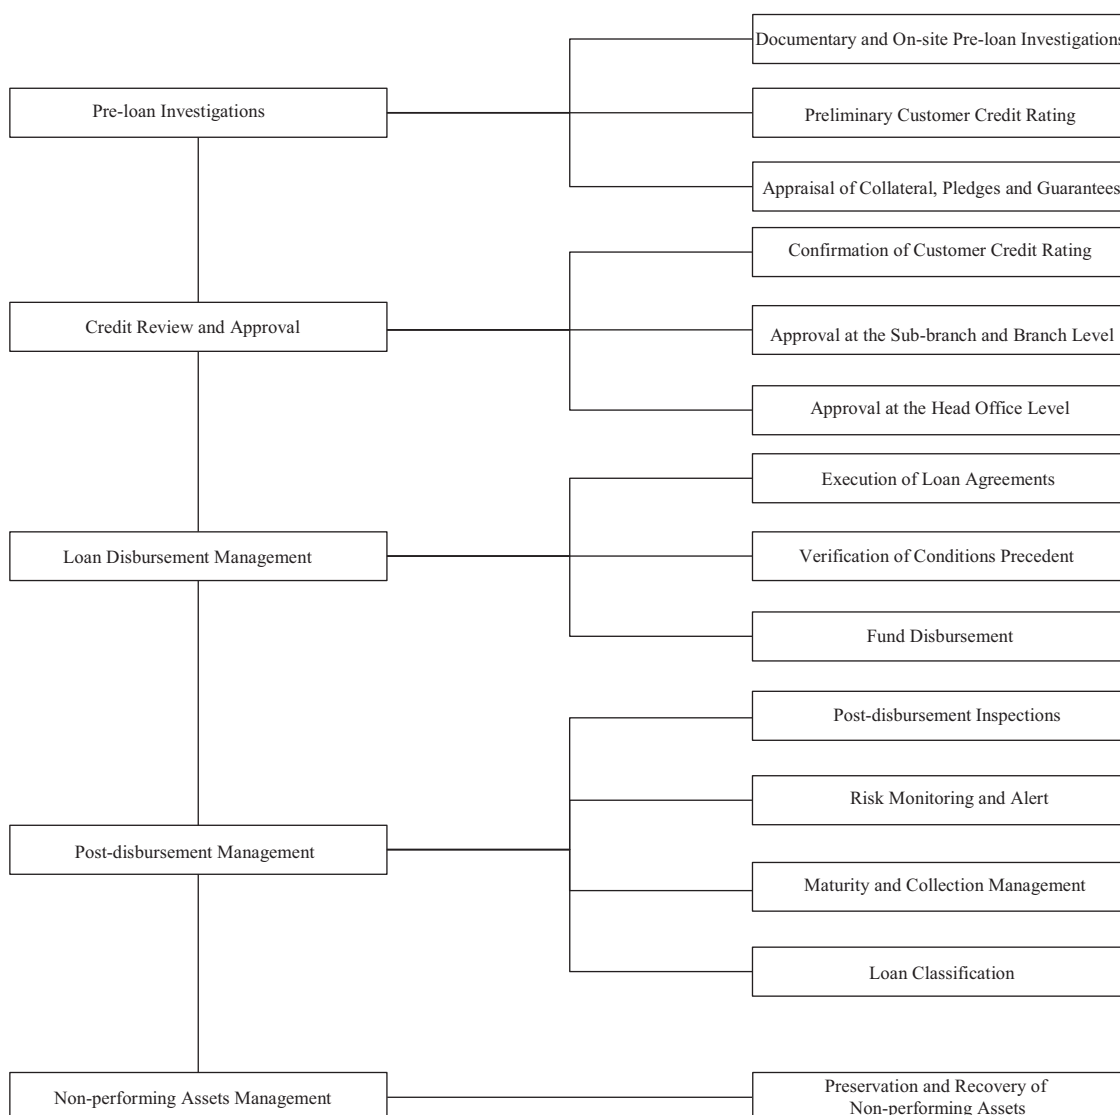 Documentary and On-site Pre-loan Investigations
Pre-loan Investigations
Preliminary Customer Credit Rating
Appraisal of Collateral, Pledges and Guarantees
Confirmation of Customer Credit Rating
Credit Review and Approval
Approval at the Sub-branch and Branch Level
Approval at the Head Office Level
Execution of Loan Agreements
Loan Disbursement Management
Verification of Conditions Precedent
Fund Disbursement
Post-disbursement Inspections
Risk Monitoring and Alert
Post-disbursement Management
Maturity and Collection Management
Loan Classification
Non-performing Assets Management
Preservation and Recovery of
Non-performing Assets